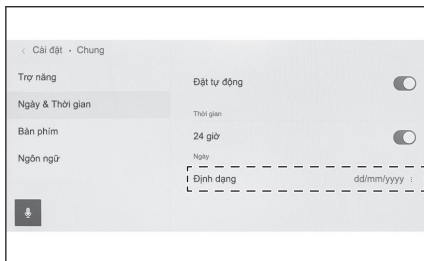 ‹ Cài đặt • Chung
Trợ năng
Ngày & Thời gian
Bàn phím
Ngôn ngữ
Đặt tự động
Thời gian
24 giờ
Ngày
Định dạng dd/mm/yyyy